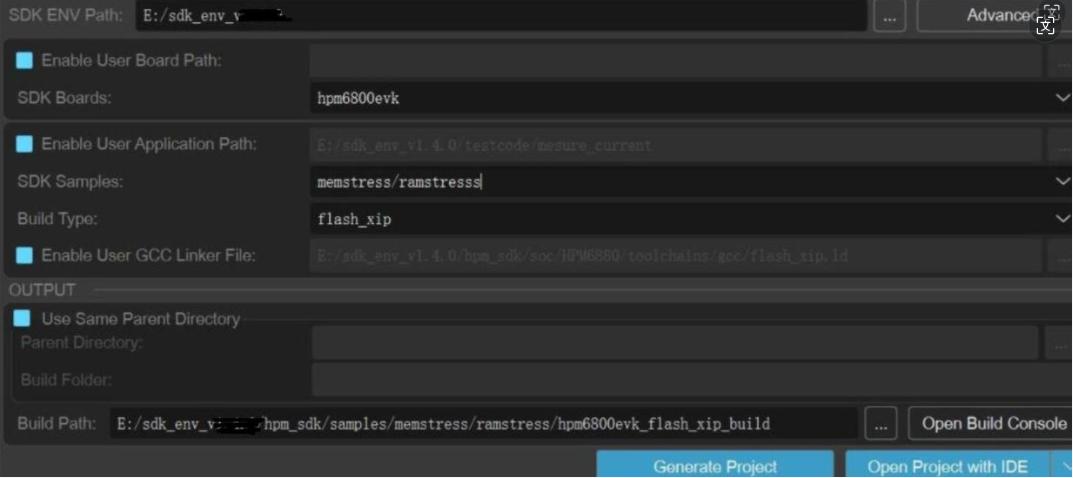 SDK ENV Path: E:/sdk_env_v ... Advanced
Enable User Board Path: ...
SDK Boards: hpm6800evk
Enable User Application Path: E:/sdk_env_v1.4.0/testcode/mesure_current ...
SDK Samples: memstress/ramstresss
Build Type: flash_xip
Enable User GCC Linker File: E:/sdk_env_v1.4.0/hpm_sdk/soc/HPM6880/toolchains/gcc/flash_xip.ld ...
OUTPUT
Use Same Parent Directory
Parent Directory: ...
Build Folder:
Build Path: E:/sdk_env_v /hpm_sdk/samples/memstress/ramstress/hpm6800evk_flash_xip_build ... Open Build Console
Generate Project Open Project with IDE